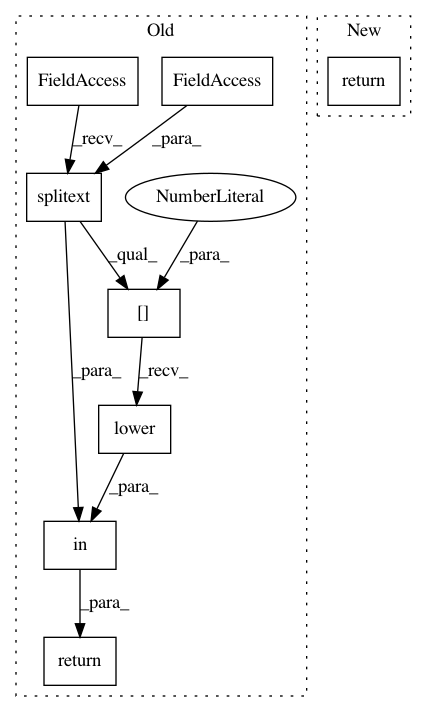 Old
New
FieldAccess
FieldAccess
return
_recv_
_para_
splitext
NumberLiteral
_qual_
_para_
[]
_para_
_recv_
lower
_para_
in
_para_
return